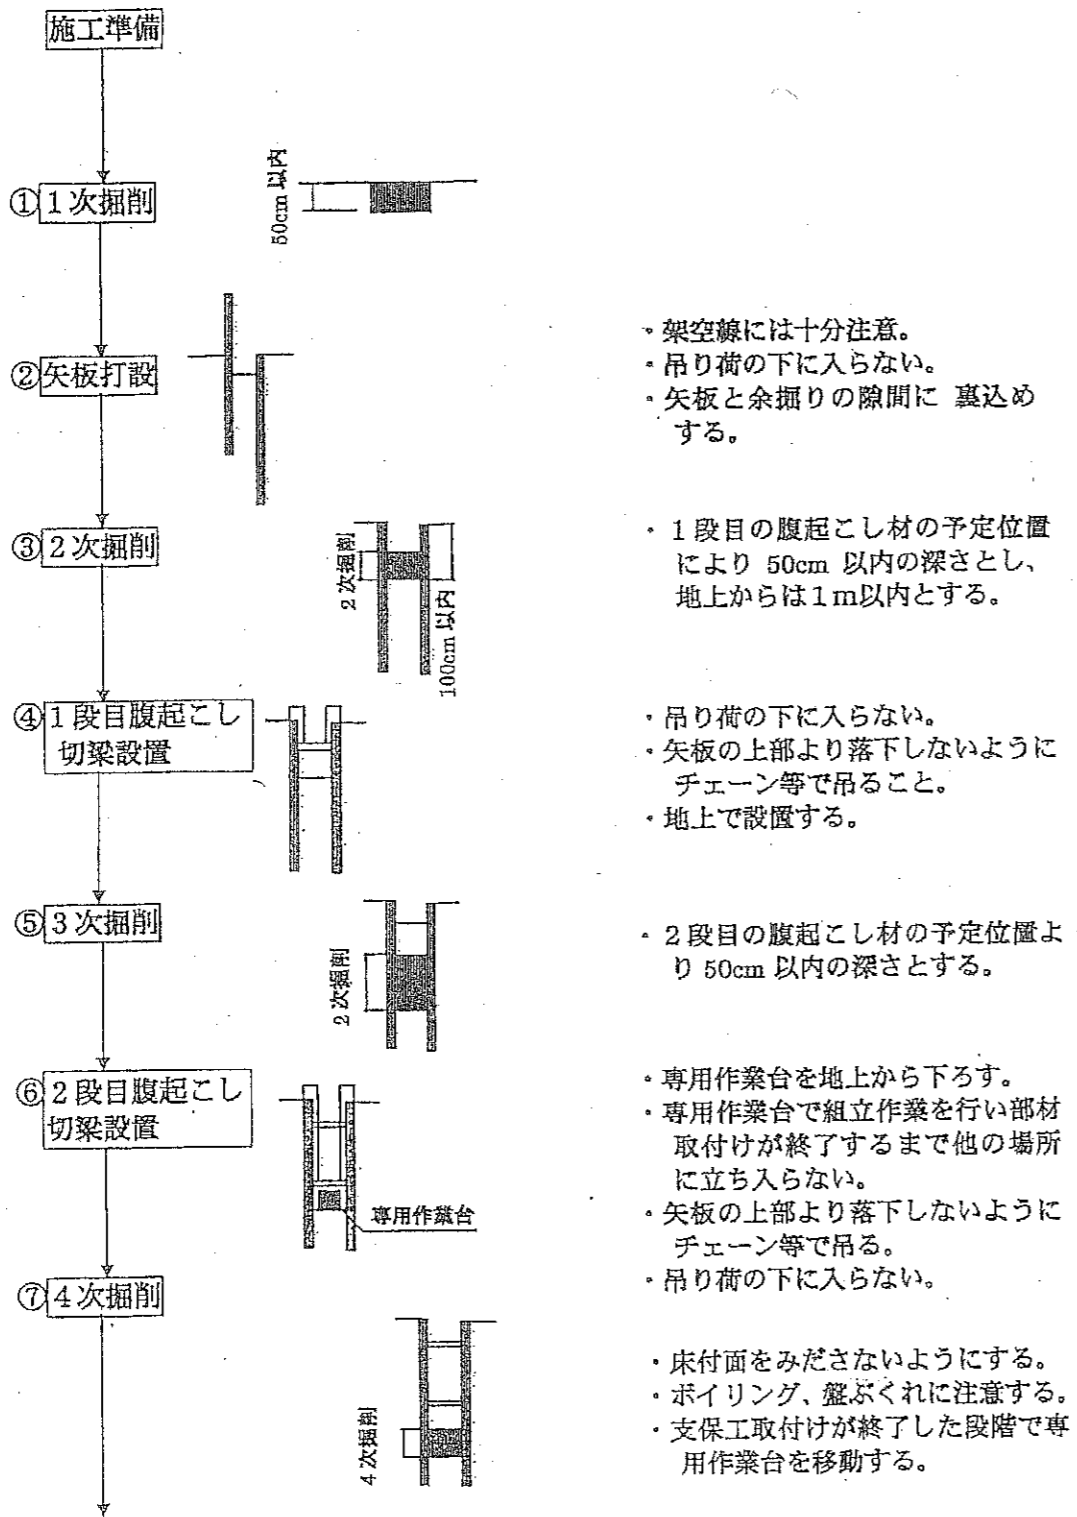 施工準備
①1次掘削
50cm 以内
②矢板打設
・架空線には十分注意。
・吊り荷の下に入らない。
・矢板と余掘りの隙間に 裏込め
する。
③2次掘削
2次掘削
100cm 以内
・1段目の腹起こし材の予定位置
により 50cm 以内の深さとし、
地上からは1m以内とする。
④1段目腹起こし
切梁設置
・吊り荷の下に入らない。
・矢板の上部より落下しないように
チェーン等で吊ること。
・地上で設置する。
⑤3次掘削
2次掘削
・2段目の腹起こし材の予定位置よ
り 50cm 以内の深さとする。
⑥2段目腹起こし
切梁設置
専用作業台
・専用作業台を地上から下ろす。
・専用作業台で組立作業を行い部材
取付けが終了するまで他の場所
に立ち入らない。
・矢板の上部より落下しないように
チェーン等で吊る。
・吊り荷の下に入らない。
⑦4次掘削
4次掘削
・床付面をみださないようにする。
・ボイリング、盤ぶくれに注意する。
・支保工取付けが終了した段階で専
用作業台を移動する。